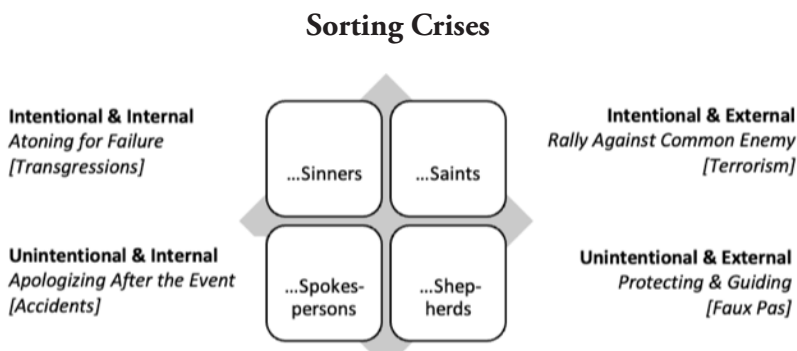 Sorting Crises
Intentional & Internal
Atoning for Failure
[Transgressions]
...Sinners
...Saints
Intentional & External
Rally Against Common Enemy
[Terrorism]
Unintentional & Internal
Apologizing After the Event
[Accidents]
...Spokes-
persons
...Shep-
herds
Unintentional & External
Protecting & Guiding
[Faux Pas]